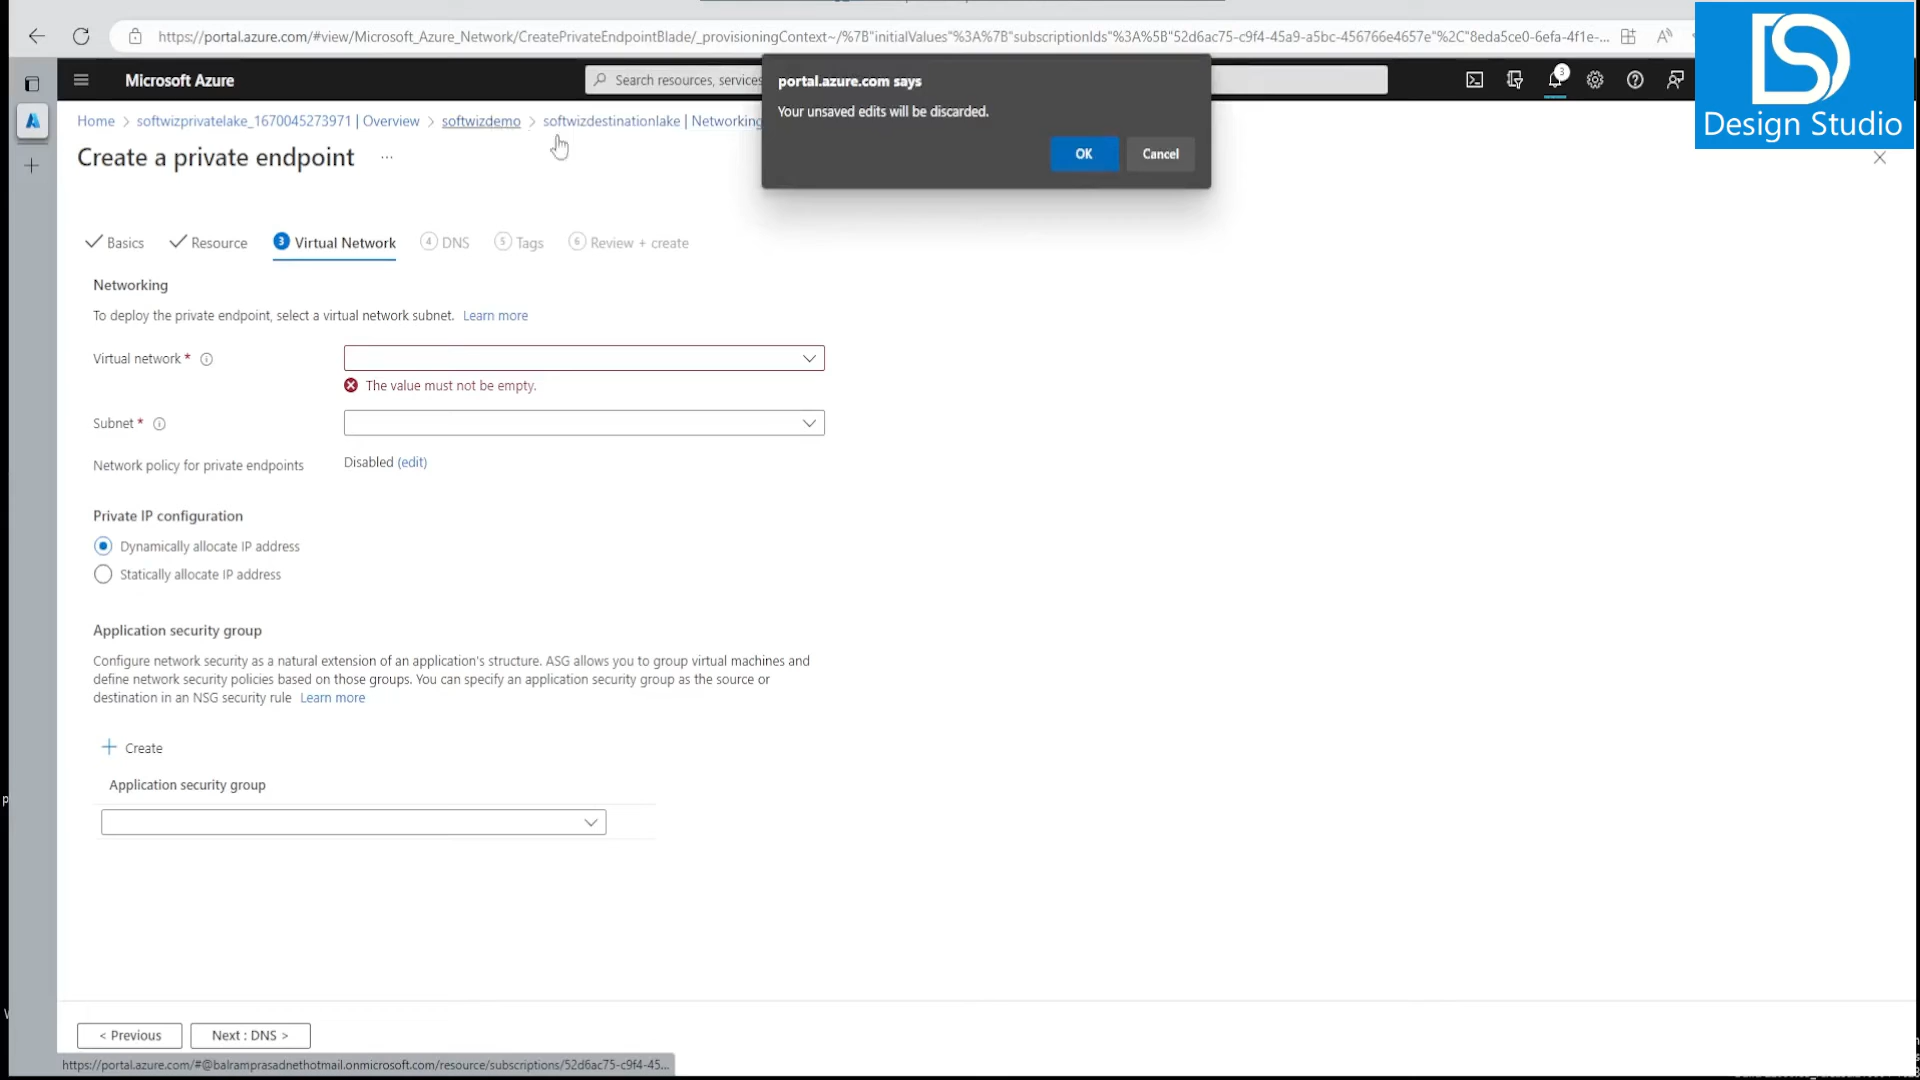 https://portal.azure.com/#view/Microsoft_Azure_Network/CreatePrivateEndpointBlade/_provisioningContext~/%7B"initialValues"%3A%7B"subscriptionIds"%3A%5B"52d6ac75-c9f4-45a9-a5bc-456766e4657e"%2C"8eda5ce0-6efa-4f1e-...
Microsoft Azure
Search resources, services
3
portal.azure.com says
Your unsaved edits will be discarded.
OK
Cancel
Design Studio
Home > softwizprivatelake_1670045273971 | Overview > softwizdemo > softwizdestinationlake | Networking
Create a private endpoint ...
Basics
Resource
3 Virtual Network
4 DNS
5 Tags
6 Review + create
Networking
To deploy the private endpoint, select a virtual network subnet. Learn more
Virtual network *
The value must not be empty.
Subnet *
Network policy for private endpoints
Disabled (edit)
Private IP configuration
Dynamically allocate IP address
Statically allocate IP address
Application security group
Configure network security as a natural extension of an application's structure. ASG allows you to group virtual machines and
define network security policies based on those groups. You can specify an application security group as the source or
destination in an NSG security rule Learn more
+ Create
Application security group
< Previous
Next : DNS >
https://portal.azure.com/#@balramprasadnethotmail.onmicrosoft.com/resource/subscriptions/52d6ac75-c9f4-45...